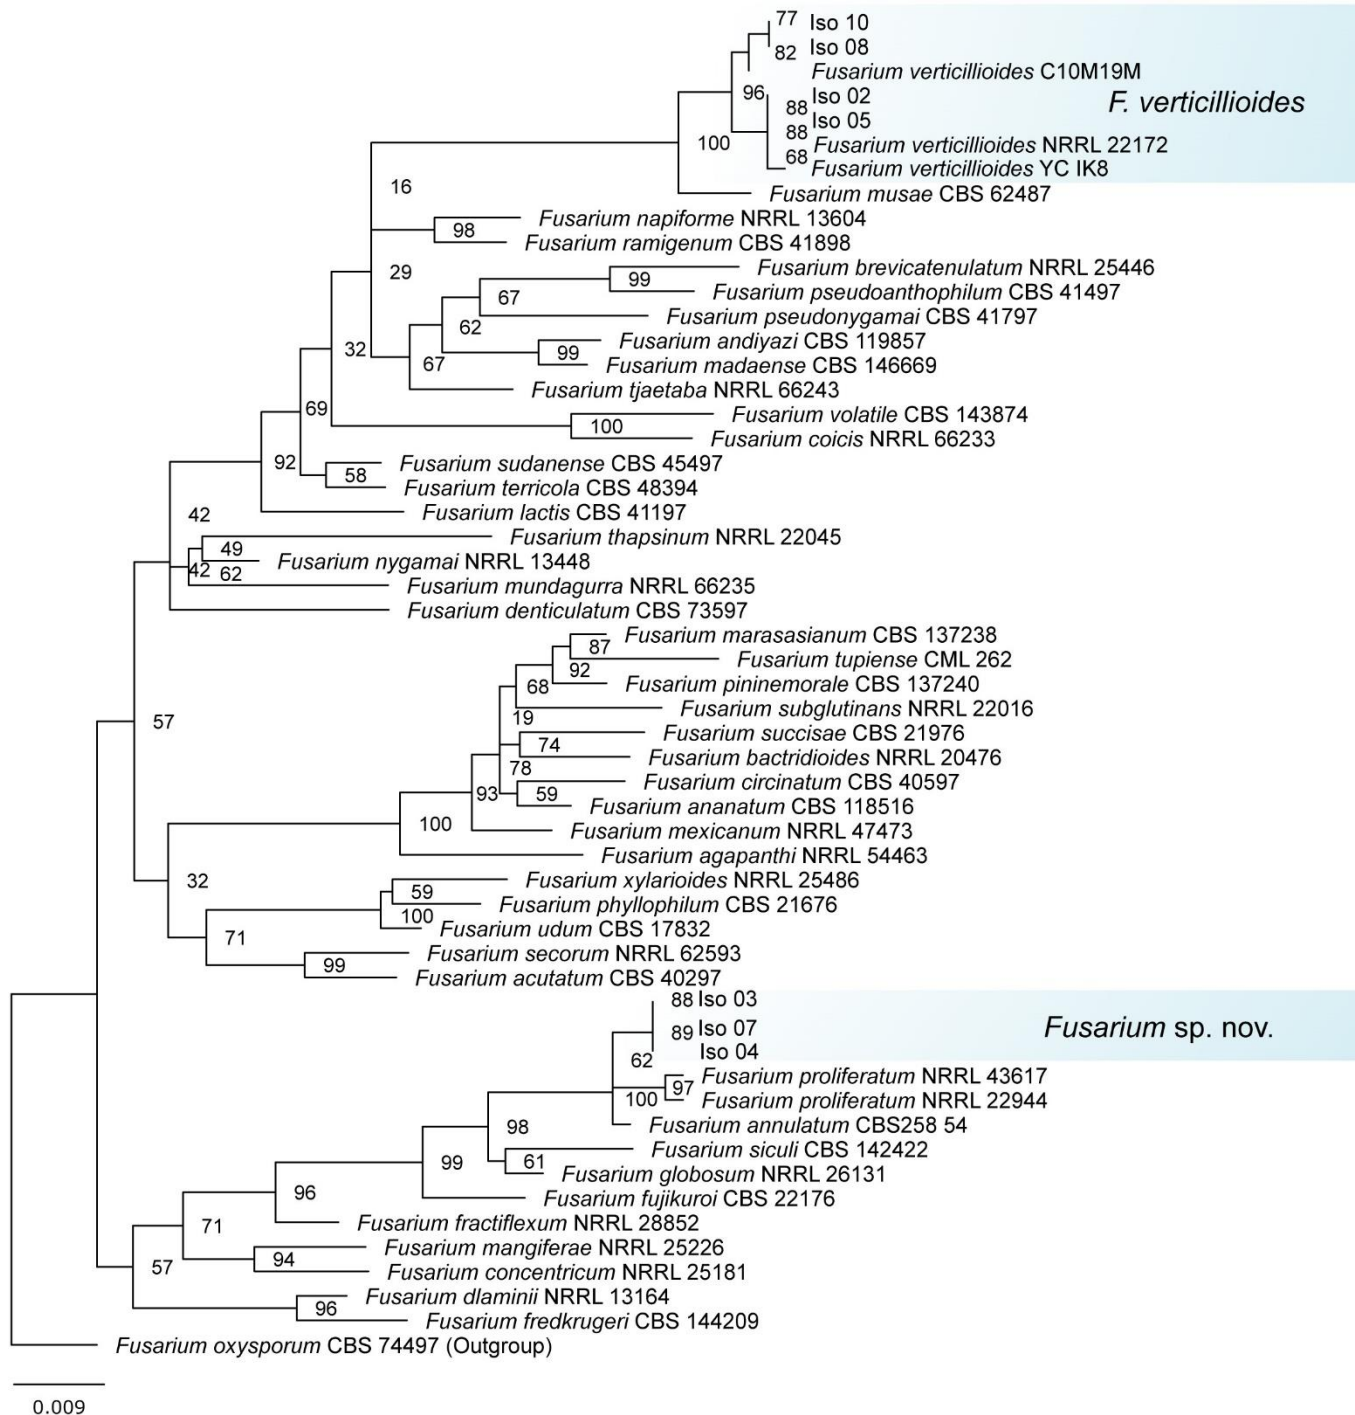 77 Iso 10
82 Iso 08
Fusarium verticillioides C10M19M
96
88 Iso 02
F. verticillioides
88 Iso 05
100
Fusarium verticillioides NRRL 22172
68
Fusarium verticillioides YC IK8
16
Fusarium musae CBS 62487
Fusarium napiforme NRRL 13604
98
Fusarium ramigenum CBS 41898
29
Fusarium brevicatenulatum NRRL 25446
99
Fusarium pseudoanthophilum CBS 41497
67
Fusarium pseudonygamai CBS 41797
62
Fusarium andiyazi CBS 119857
32
99
67
Fusarium madaense CBS 146669
Fusarium tjaetaba NRRL 66243
69
Fusarium volatile CBS 143874
100
Fusarium coicis NRRL 66233
92
Fusarium sudanense CBS 45497
58
Fusarium terricola CBS 48394
42
Fusarium lactis CBS 41197
Fusarium thapsinum NRRL 22045
49
Fusarium nygamai NRRL 13448
42 62
Fusarium mundagurra NRRL 66235
Fusarium denticulatum CBS 73597
Fusarium marasasianum CBS 137238
87
Fusarium tupiense CML 262
92
68
Fusarium pininemorale CBS 137240
Fusarium subglutinans NRRL 22016
19
57
Fusarium succisae CBS 21976
74
Fusarium bactridioides NRRL 20476
78
Fusarium circinatum CBS 40597
93
59
Fusarium ananatum CBS 118516
100
Fusarium mexicanum NRRL 47473
Fusarium agapanthi NRRL 54463
32
Fusarium xylarioides NRRL 25486
59
Fusarium phyllophilum CBS 21676
100
Fusarium udum CBS 17832
71
Fusarium secorum NRRL 62593
99
Fusarium acutatum CBS 40297
88 Iso 03
89 Iso 07
Fusarium sp. nov.
Iso 04
62
Fusarium proliferatum NRRL 43617
97
100
Fusarium proliferatum NRRL 22944
98
Fusarium annulatum CBS258 54
Fusarium siculi CBS 142422
99
61
Fusarium globosum NRRL 26131
96
Fusarium fujikuroi CBS 22176
71
Fusarium fractiflexum NRRL 28852
Fusarium mangiferae NRRL 25226
57
94
Fusarium concentricum NRRL 25181
Fusarium dlaminii NRRL 13164
96
Fusarium fredkrugeri CBS 144209
Fusarium oxysporum CBS 74497 (Outgroup)
0.009